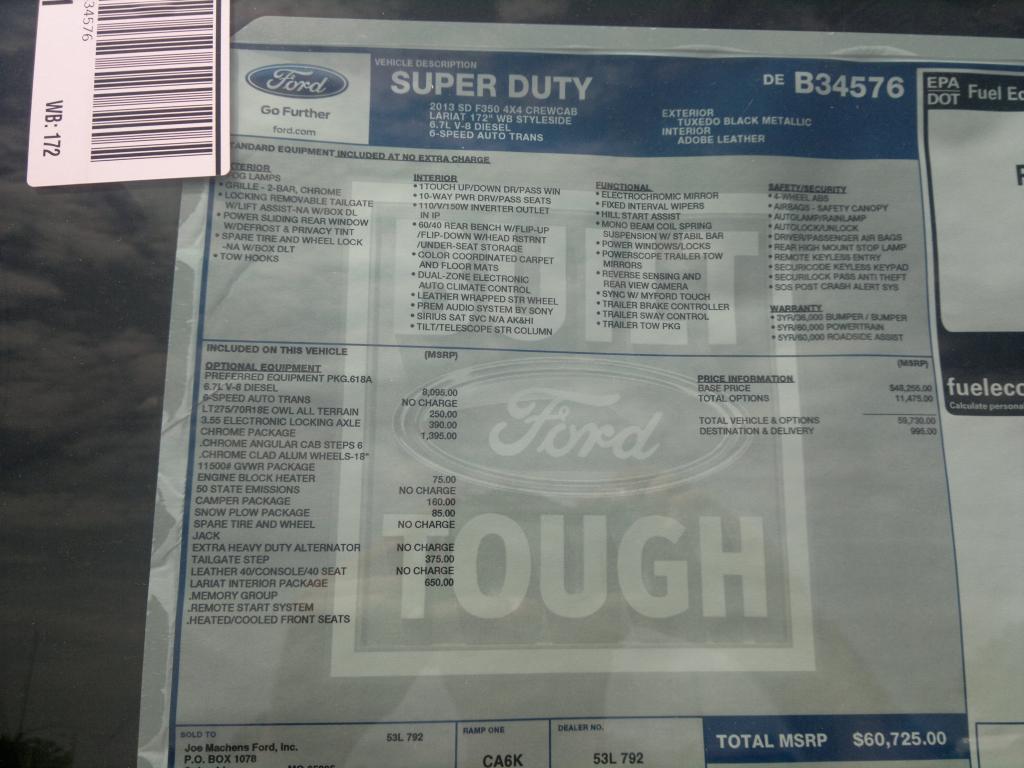 34576
WB: 172
Ford
Go Further
ford.com
VEHICLE DESCRIPTION
SUPER DUTY
2013 SD F350 4X4 CREWCAB
LARIAT 172" WB STYLESIDE
6.7L V-8 DIESEL
6-SPEED AUTO TRANS
DE B34576
EXTERIOR
TUXEDO BLACK METALLIC
INTERIOR
ADOBE LEATHER
EPA
DOT
Fuel Ec
TANDARD EQUIPMENT INCLUDED AT NO EXTRA CHARGE
TERIOR
OG LAMPS
• GRILLE - 2-BAR, CHROME
• LOCKING REMOVABLE TAILGATE
W/LIFT ASSIST-NA W/BOX DL
• POWER SLIDING REAR WINDOW
W/DEFROST & PRIVACY TINT
• SPARE TIRE AND WHEEL LOCK
-NA W/BOX DLT
• TOW HOOKS
INTERIOR
• 1TOUCH UP/DOWN DR/PASS WIN
• 10-WAY PWR DRV/PASS SEATS
• 110/V/150W INVERTER OUTLET
IN IP
• 60/40 REAR BENCH W/FLIP-UP
/FLIP-DOWN W/HEAD RSTRNT
/UNDER-SEAT STORAGE
• COLOR COORDINATED CARPET
AND FLOOR MATS
• DUAL-ZONE ELECTRONIC
AUTO CLIMATE CONTROL
• LEATHER WRAPPED STR WHEEL
• PREM AUDIO SYSTEM BY SONY
• SIRIUS SAT SVC N/A AK&HI
• TILT/TELESCOPE STR COLUMN
FUNCTIONAL
• ELECTROCHROMIC MIRROR
• FIXED INTERVAL WIPERS
• HILL START ASSIST
• MONO BEAM COIL SPRING
SUSPENSION W/ STABIL BAR
• POWER WINDOWS/LOCKS
• POWERSCOPE TRAILER TOW
MIRRORS
• REVERSE SENSING AND
REAR VIEW CAMERA
• SYNC W/ MYFORD TOUCH
• TRAILER BRAKE CONTROLLER
• TRAILER SWAY CONTROL
• TRAILER TOW PKG
SAFETY/SECURITY
• 4-WHEEL ABS
• AIRBAGS - SAFETY CANOPY
• AUTOLAMP/RAINLAMP
• AUTOLOCK/UNLOCK
• DRIVER/PASSENGER AIR BAGS
• REAR HIGH MOUNT STOP LAMP
• REMOTE KEYLESS ENTRY
• SECURICODE KEYLESS KEYPAD
• SECURILOCK PASS ANTI THEFT
• SOS POST CRASH ALERT SYS
WARRANTY
• 3YR/36,000 BUMPER / BUMPER
• 5YR/60,000 POWERTRAIN
• 5YR/60,000 ROADSIDE ASSIST
INCLUDED ON THIS VEHICLE (MSRP)
OPTIONAL EQUIPMENT
PREFERRED EQUIPMENT PKG.618A
6.7L V-8 DIESEL 8,095.00
6-SPEED AUTO TRANS NO CHARGE
LT275/70R18E OWL ALL TERRAIN 250.00
3.55 ELECTRONIC LOCKING AXLE 390.00
CHROME PACKAGE 1,395.00
.CHROME ANGULAR CAB STEPS 6
.CHROME CLAD ALUM WHEELS-18"
11500# GVWR PACKAGE
ENGINE BLOCK HEATER 75.00
50 STATE EMISSIONS NO CHARGE
CAMPER PACKAGE 160.00
SNOW PLOW PACKAGE 85.00
SPARE TIRE AND WHEEL NO CHARGE
JACK
EXTRA HEAVY DUTY ALTERNATOR NO CHARGE
TAILGATE STEP 375.00
LEATHER 40/CONSOLE/40 SEAT NO CHARGE
LARIAT INTERIOR PACKAGE 650.00
.MEMORY GROUP
.REMOTE START SYSTEM
.HEATED/COOLED FRONT SEATS
Ford
TOUGH
(MSRP)
PRICE INFORMATION
BASE PRICE $48,255.00
TOTAL OPTIONS 11,475.00
TOTAL VEHICLE & OPTIONS 59,730.00
DESTINATION & DELIVERY 995.00
fueleco
Calculate persona
SOLD TO 53L 792
Joe Machens Ford, Inc.
P.O. BOX 1078
RAMP ONE
CA6K
DEALER NO.
53L 792
TOTAL MSRP $60,725.00